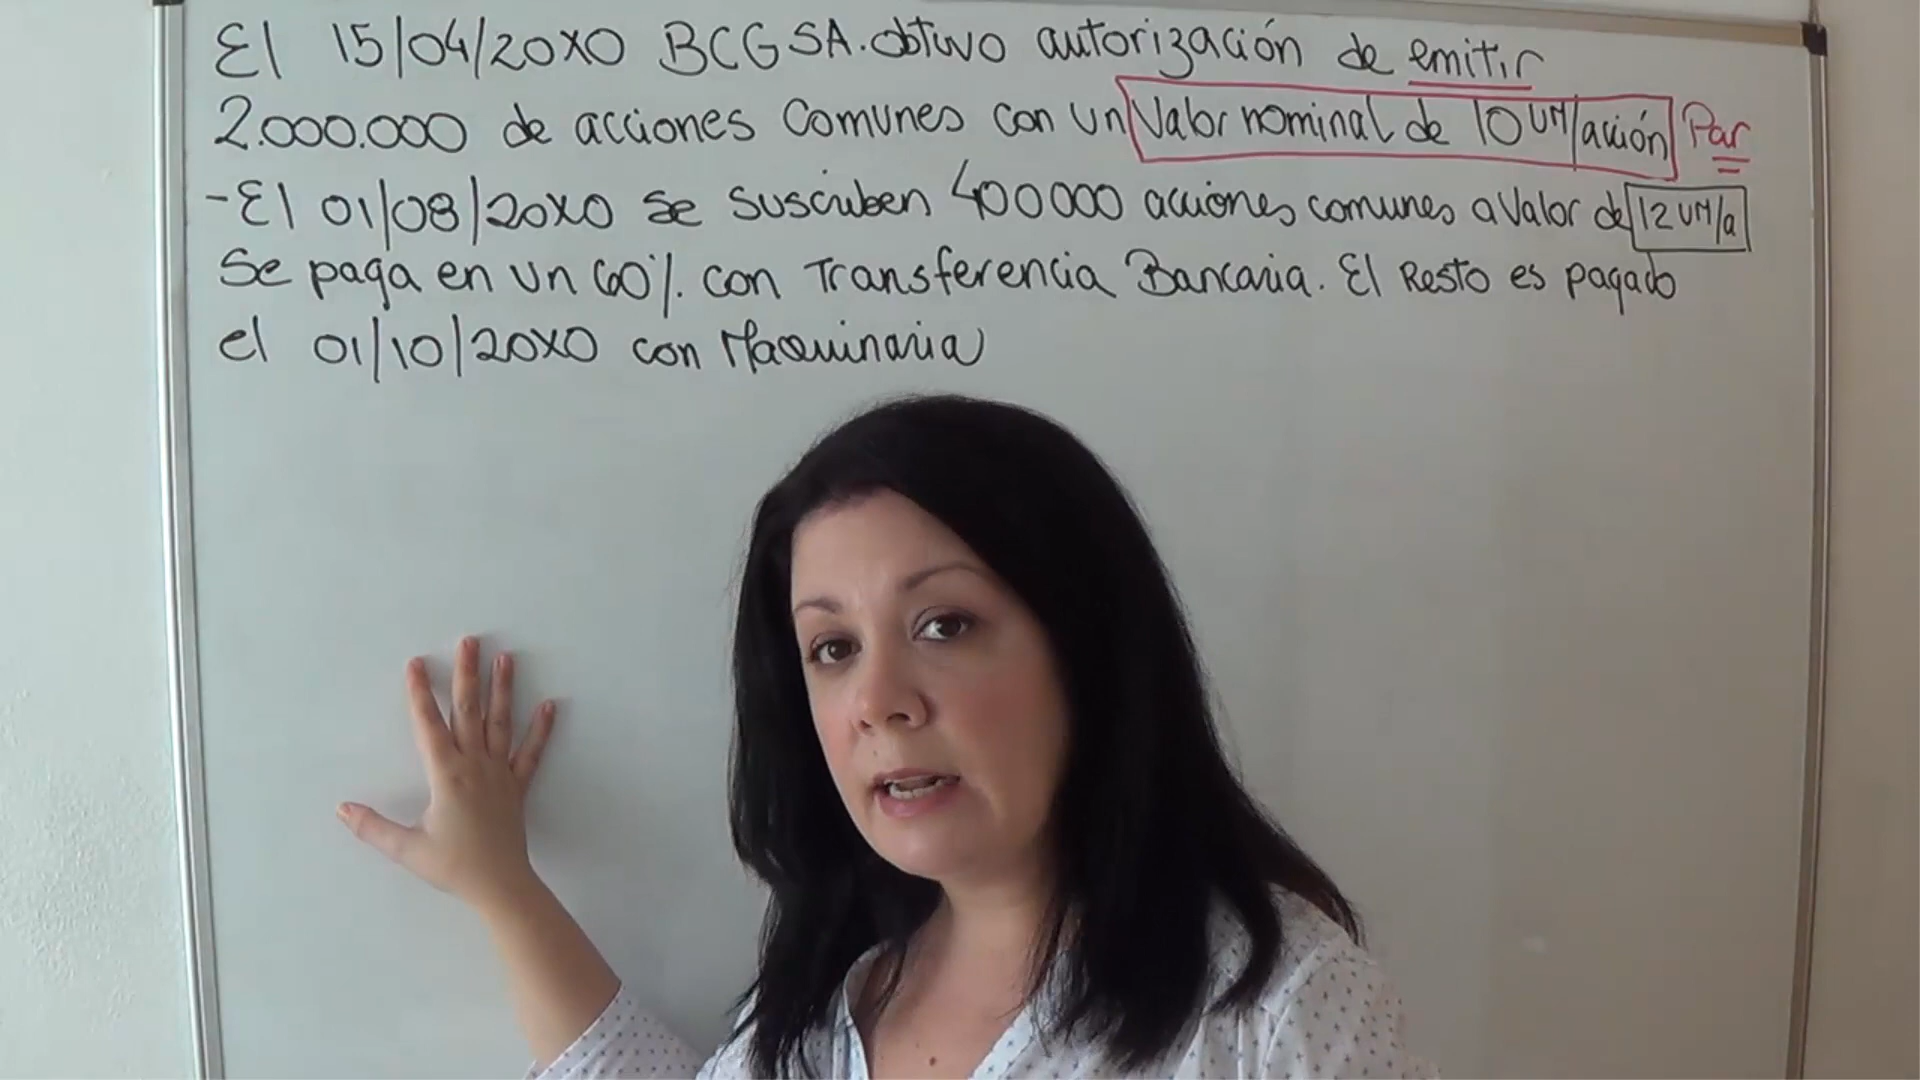 El 15/04/20X0 BCG SA. obtuvo autorización de emitir
2.000.000 de acciones comunes con un Valor nominal de 10 UM/acción Par
- El 01/08/20X0 se suscriben 400000 acciones comunes a Valor de 12 UM/a
Se paga en un 60% con Transferencia Bancaria. El Resto es pagado
el 01/10/20X0 con Maquinaria